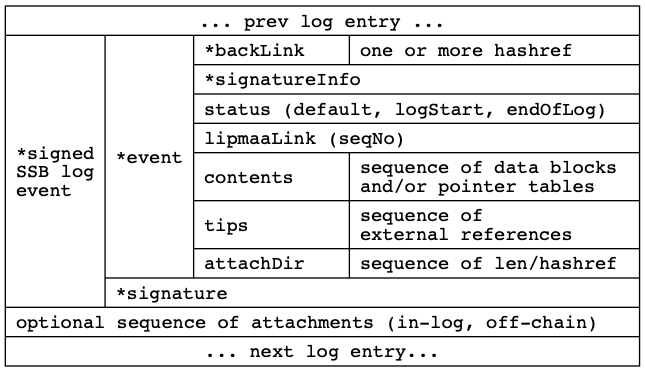 ... prev log entry ...
*backLink one or more hashref
*signatureInfo
status (default, logStart, endOfLog)
lipmaaLink (seqNo)
*signed
SSB log
event
*event
contents
sequence of data blocks
and/or pointer tables
tips
sequence of
external references
attachDir sequence of len/hashref
*signature
optional sequence of attachments (in-log, off-chain)
... next log entry...